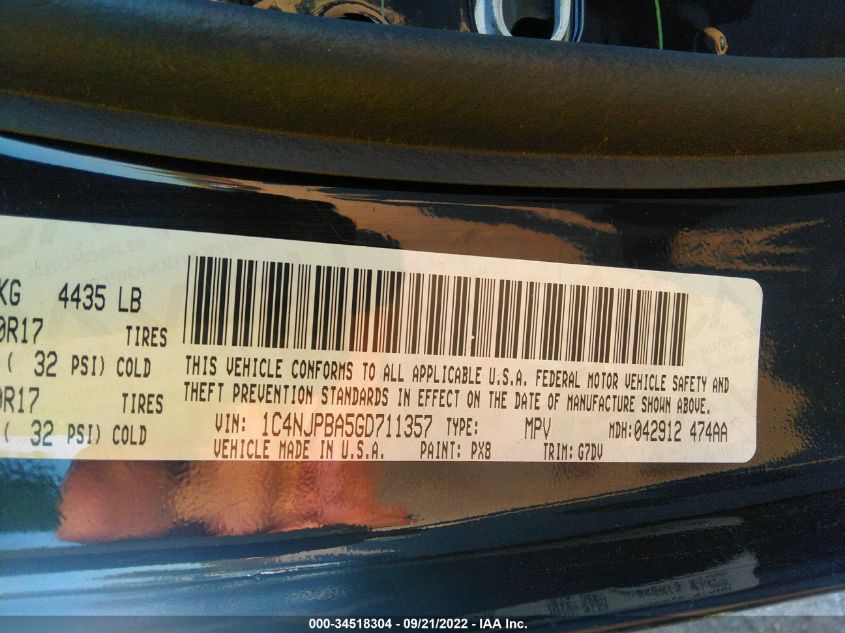 KG 4435 LB
0R17 TIRES
( 32 PSI) COLD
0R17 TIRES
( 32 PSI) COLD
THIS VEHICLE CONFORMS TO ALL APPLICABLE U.S.A. FEDERAL MOTOR VEHICLE SAFETY AND
THEFT PREVENTION STANDARDS IN EFFECT ON THE DATE OF MANUFACTURE SHOWN ABOVE.
VIN: 1C4NJPBA5GD711357 TYPE: MPV MDH:042912 474AA
VEHICLE MADE IN U.S.A. PAINT: PX8 TRIM: G7DV
000-34518304 - 09/21/2022 - IAA Inc.